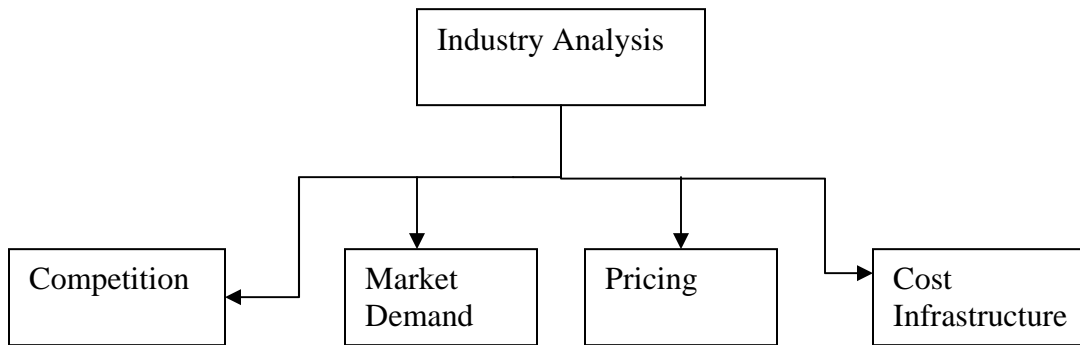 Industry Analysis
Competition
Market
Demand
Pricing
Cost
Infrastructure